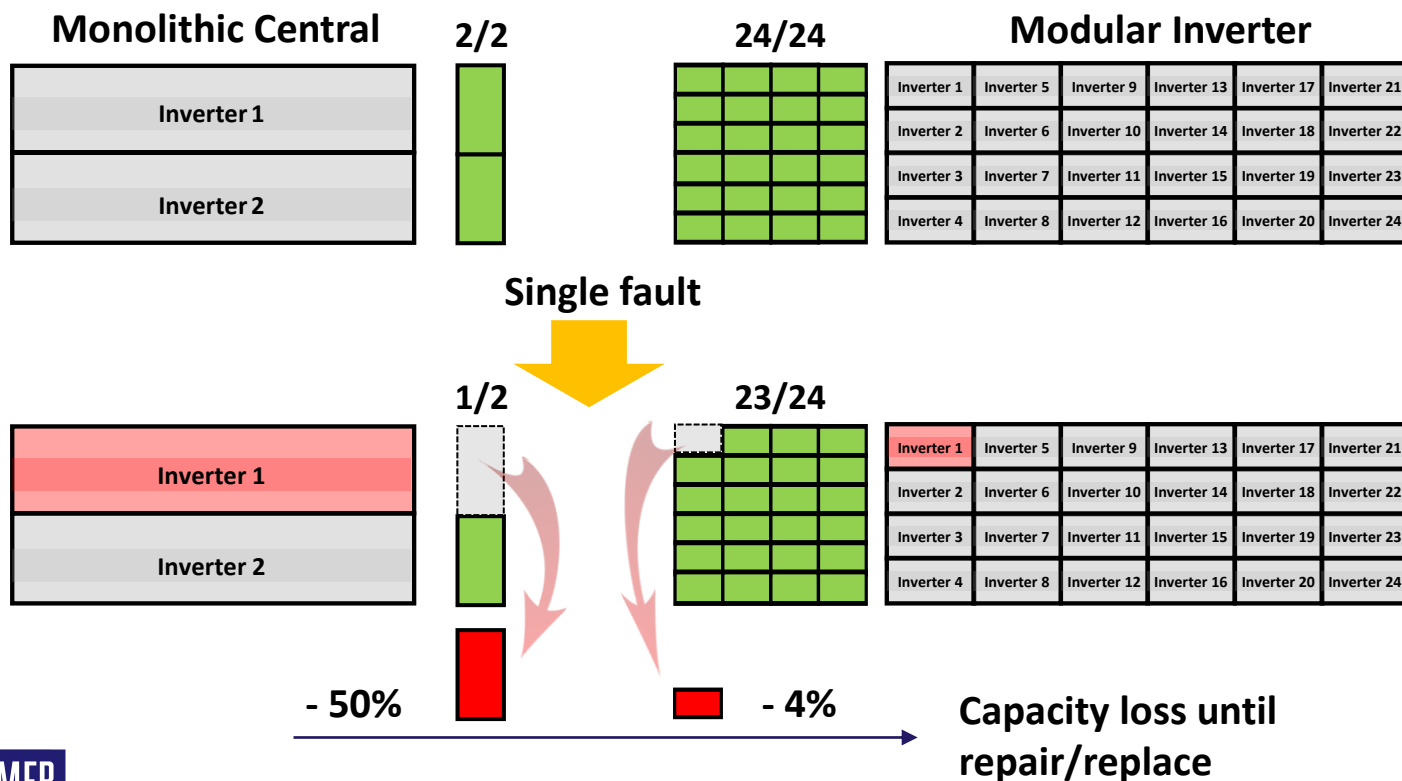 Monolithic Central
2/2
24/24
Modular Inverter
Inverter 1
Inverter 2
Inverter 1 Inverter 5 Inverter 9 Inverter 13 Inverter 17 Inverter 21
Inverter 2 Inverter 6 Inverter 10 Inverter 14 Inverter 18 Inverter 22
Inverter 3 Inverter 7 Inverter 11 Inverter 15 Inverter 19 Inverter 23
Inverter 4 Inverter 8 Inverter 12 Inverter 16 Inverter 20 Inverter 24
Single fault
1/2
23/24
Inverter 1
Inverter 2
Inverter 1 Inverter 5 Inverter 9 Inverter 13 Inverter 17 Inverter 21
Inverter 2 Inverter 6 Inverter 10 Inverter 14 Inverter 18 Inverter 22
Inverter 3 Inverter 7 Inverter 11 Inverter 15 Inverter 19 Inverter 23
Inverter 4 Inverter 8 Inverter 12 Inverter 16 Inverter 20 Inverter 24
- 50%
- 4%
Capacity loss until
repair/replace